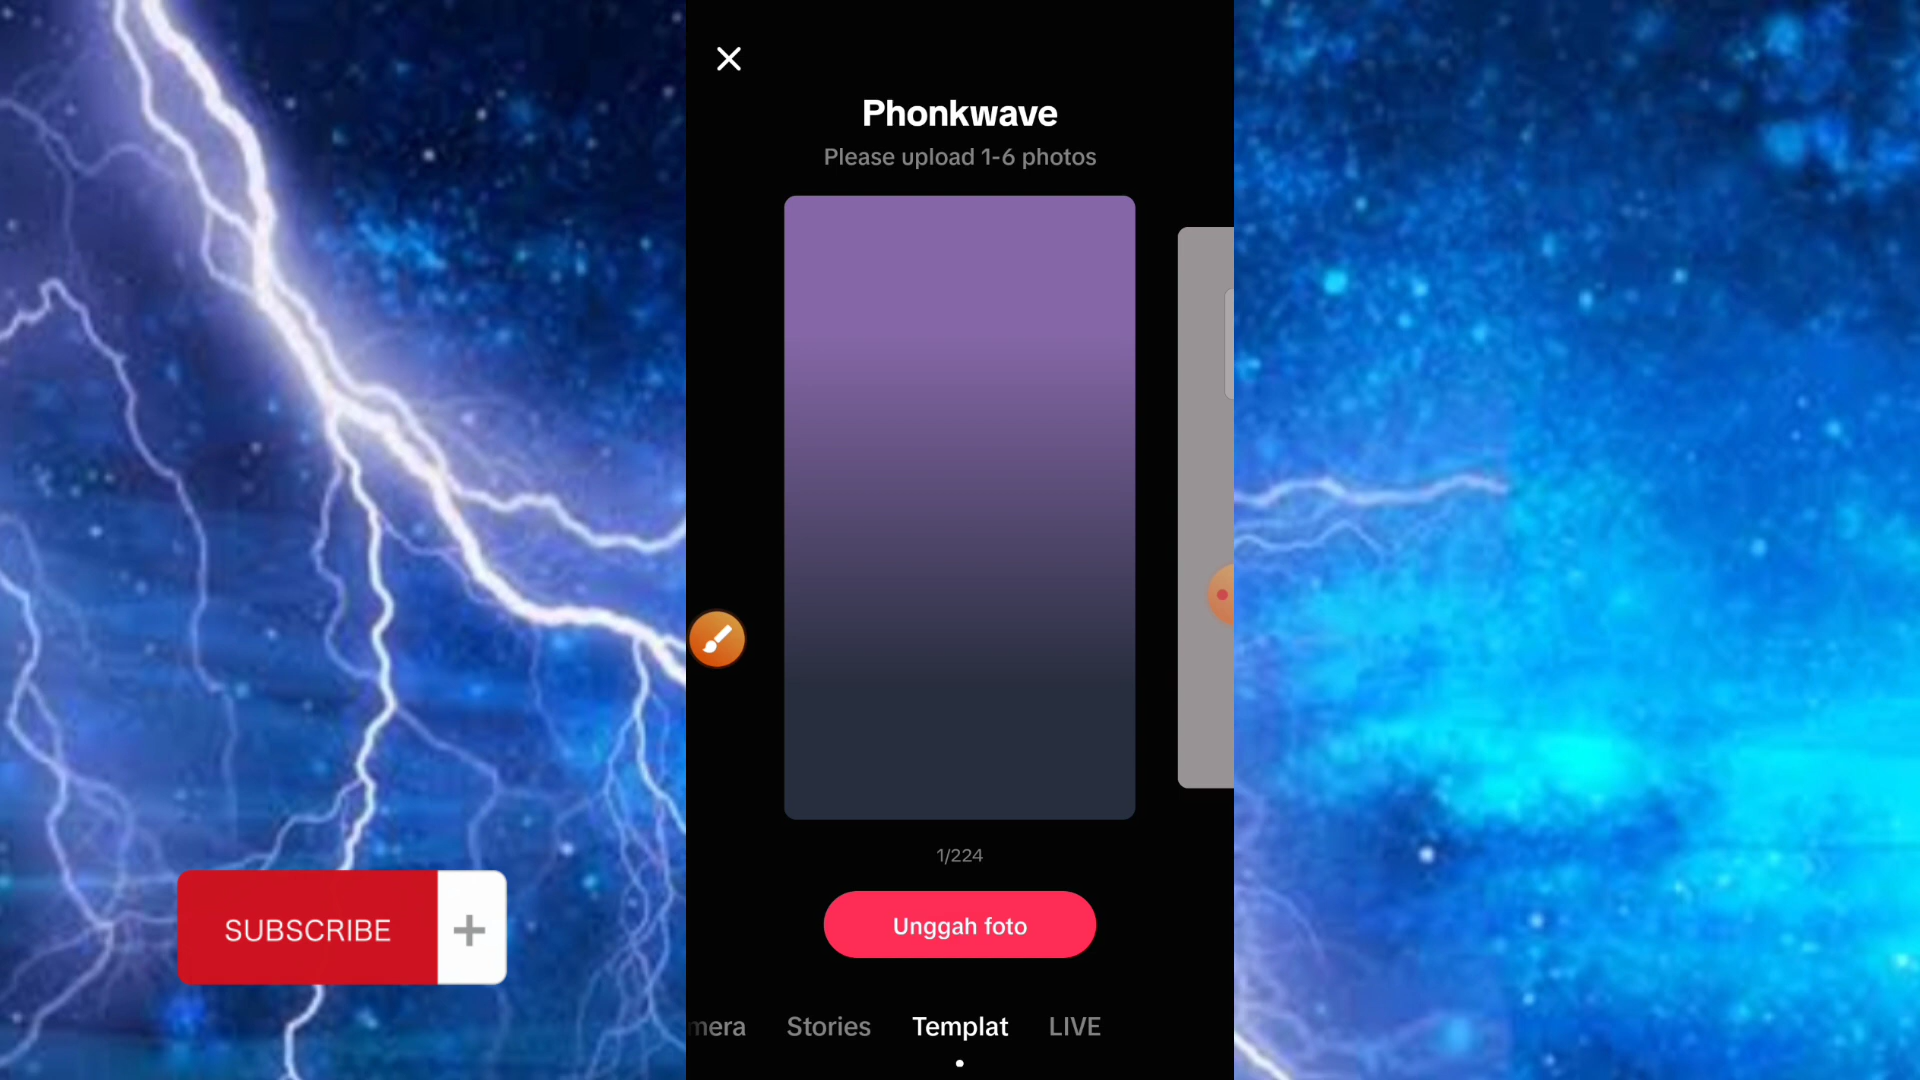 Phonkwave
Please upload 1-6 photos
1/224
Unggah foto
SUBSCRIBE +
mera Stories Templat LIVE